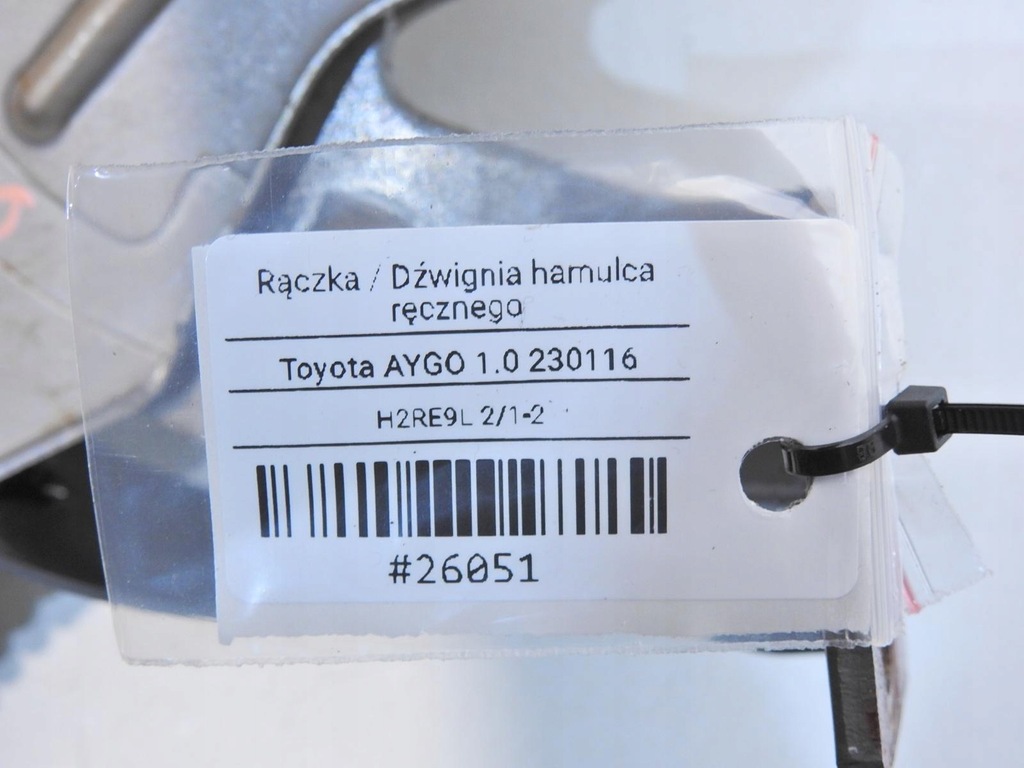 Rączka / Dźwignia hamulca
ręcznego
Toyota AYGO 1.0 230116
H2RE9L 2/1-2
#26051